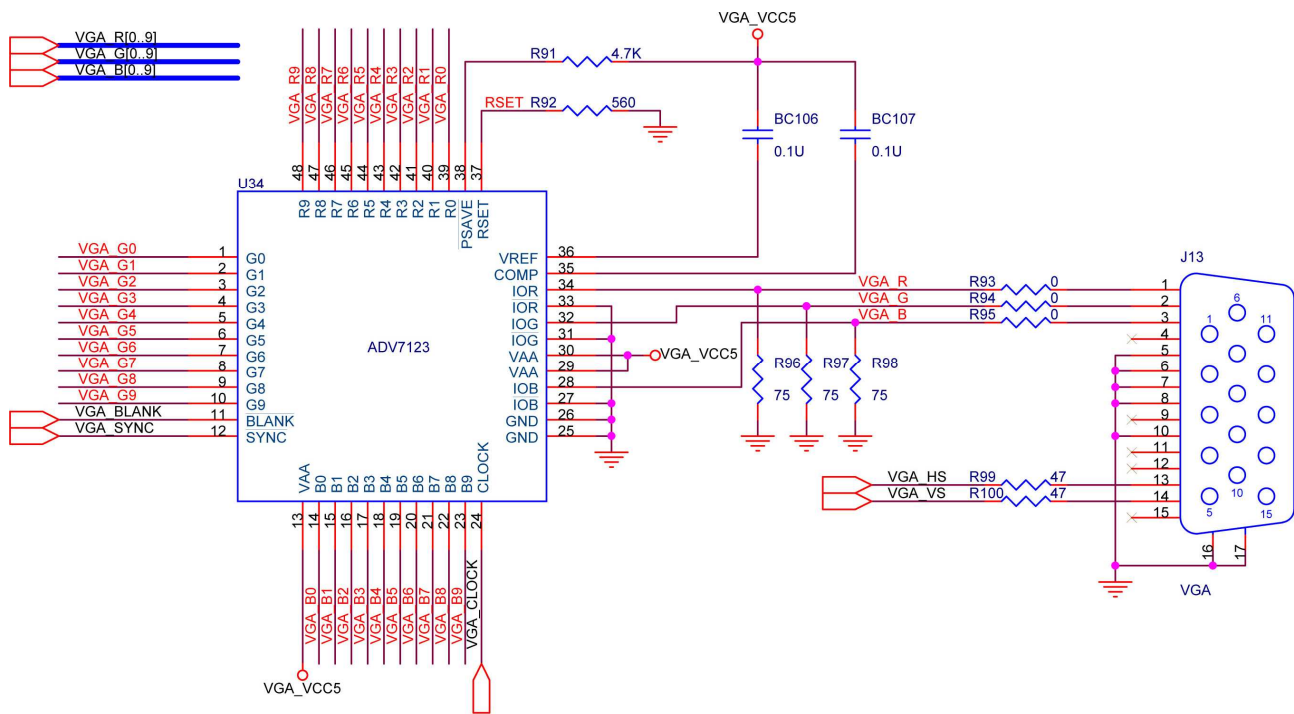 VGA_VCC5
VGA_R[0..9]
VGA_G[0..9]
VGA_B[0..9]
R91 4.7K
RSET R92 560
BC106
0.1U
BC107
0.1U
VGA_R9
VGA_R8
VGA_R7
VGA_R6
VGA_R5
VGA_R4
VGA_R3
VGA_R2
VGA_R1
VGA_R0
48
47
46
45
44
43
42
41
40
39
38
37
U34
R9
R8
R7
R6
R5
R4
R3
R2
R1
R0
PSAVE
RSET
VGA_G0 1 G0
VGA_G1 2 G1
VGA_G2 3 G2
VGA_G3 4 G3
VGA_G4 5 G4
VGA_G5 6 G5
VGA_G6 7 G6
VGA_G7 8 G7
VGA_G8 9 G8
VGA_G9 10 G9
VGA_BLANK 11 BLANK
VGA_SYNC 12 SYNC
ADV7123
VREF 36
COMP 35
IOR 34
IOR 33
IOG 32
IOG 31
VAA 30
VAA 29
IOB 28
IOB 27
GND 26
GND 25
VGA_VCC5
VGA_R R93 0
VGA_G R94 0
VGA_B R95 0
R96
75
R97
75
R98
75
VGA_HS R99 47
VGA_VS R100 47
J13
1
2
3
4
5
6
7
8
9
10
11
12
13
14
15
6
1
11
10
5
15
16
17
VGA
VAA
B0
B1
B2
B3
B4
B5
B6
B7
B8
B9
CLOCK
13
14
15
16
17
18
19
20
21
22
23
24
VGA_B0
VGA_B1
VGA_B2
VGA_B3
VGA_B4
VGA_B5
VGA_B6
VGA_B7
VGA_B8
VGA_B9
VGA_CLOCK
VGA_VCC5